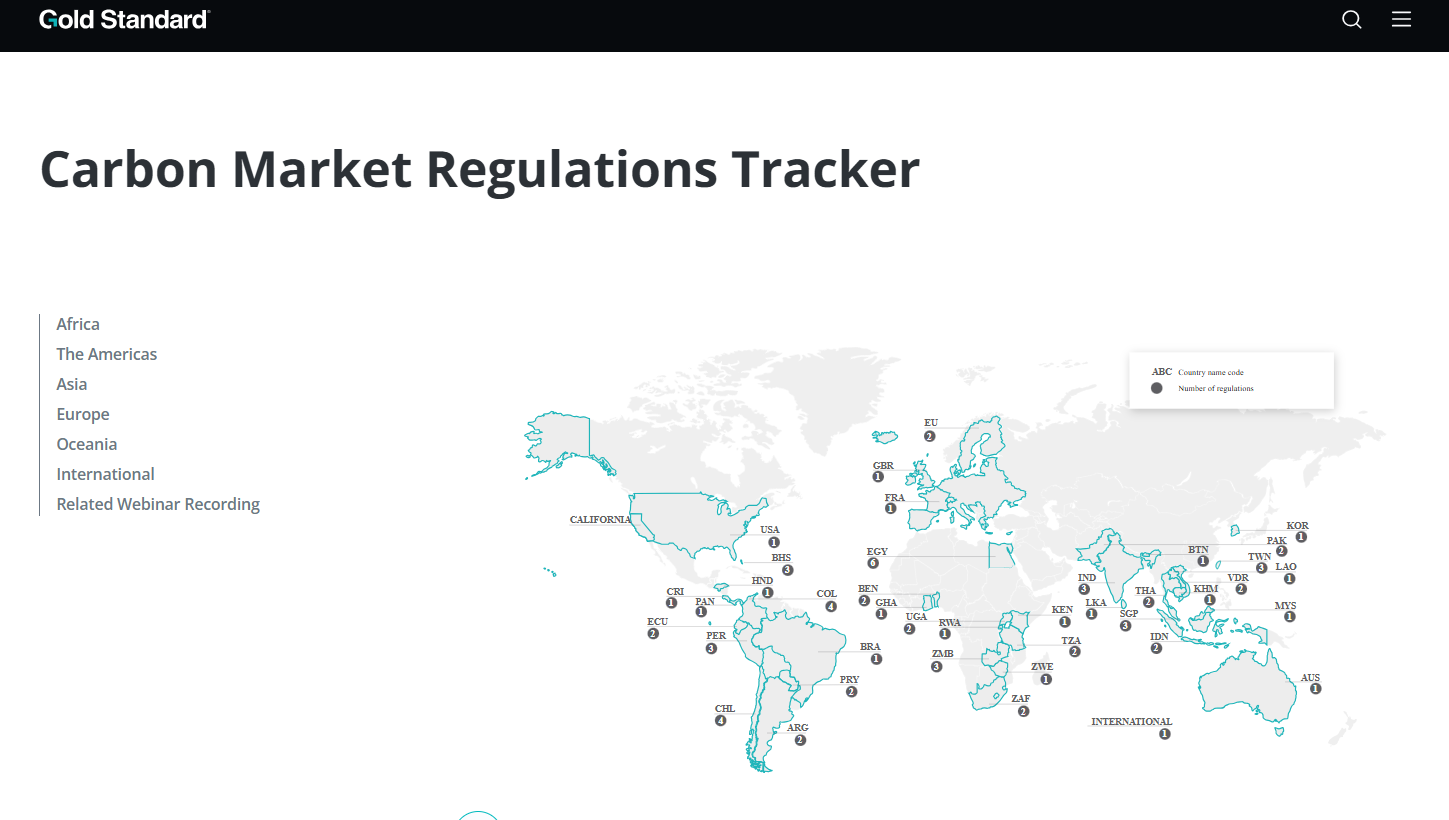 Gold Standard
Carbon Market Regulations Tracker
Africa
The Americas
Asia
Europe
Oceania
International
Related Webinar Recording
ABC Country name code
Number of regulations
EU
2
GBR
1
FRA
1
CALIFORNIA
USA
1
BHS
3
HND
1
CRI
1
PAN
1
COL
4
ECU
2
PER
3
BRA
1
PRY
2
CHL
4
ARG
2
EGY
6
BEN
2
GHA
1
UGA
2
RWA
1
KEN
1
TZA
2
ZMB
3
ZWE
1
ZAF
2
KOR
1
PAK
2
BTN
1
TWN
3
LAO
1
IND
3
VDR
2
THA
2
KHM
1
LKA
1
SGP
3
MYS
1
IDN
2
AUS
1
INTERNATIONAL
1